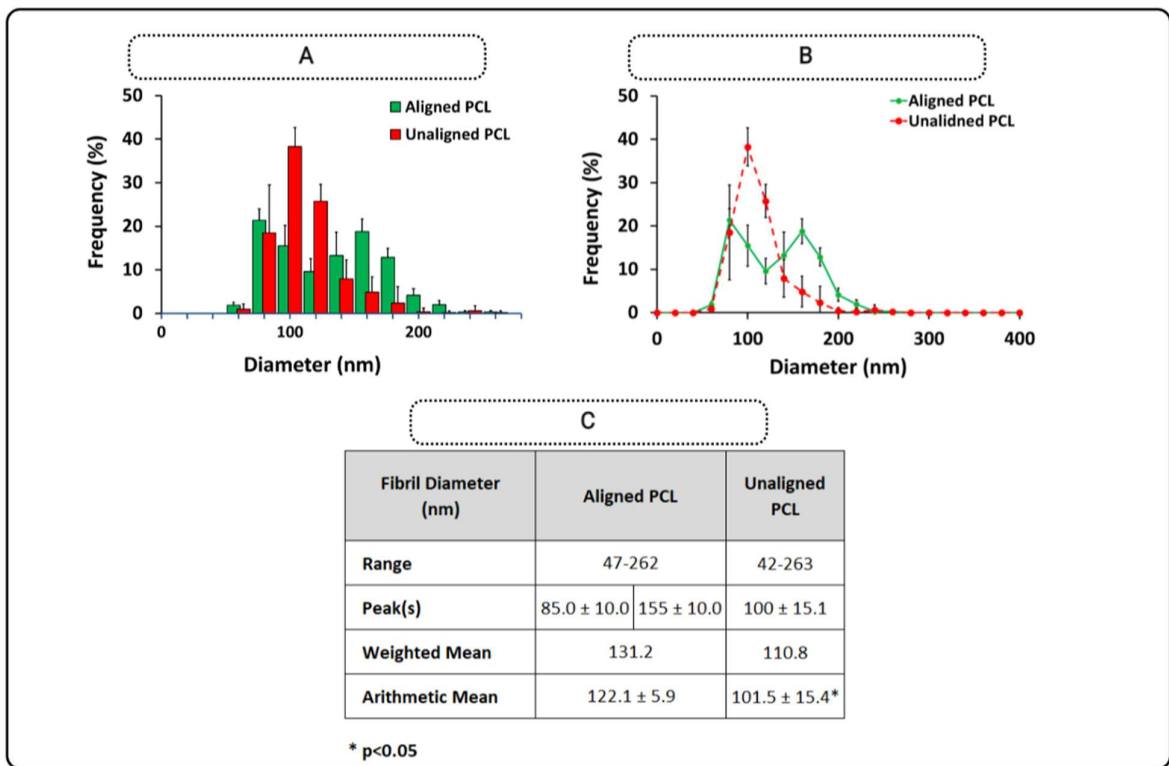 A
50
40
30
20
10
0
Frequency (%)
Aligned PCL
Unaligned PCL
0
100
200
Diameter (nm)
B
50
40
30
20
10
0
Frequency (%)
Aligned PCL
Unalidned PCL
0
100
200
300
400
Diameter (nm)
C
Fibril Diameter
(nm)
Aligned PCL
Unaligned
PCL
Range
47-262
42-263
Peak(s)
85.0 ± 10.0
155 ± 10.0
100 ± 15.1
Weighted Mean
131.2
110.8
Arithmetic Mean
122.1 ± 5.9
101.5 ± 15.4*
* p<0.05